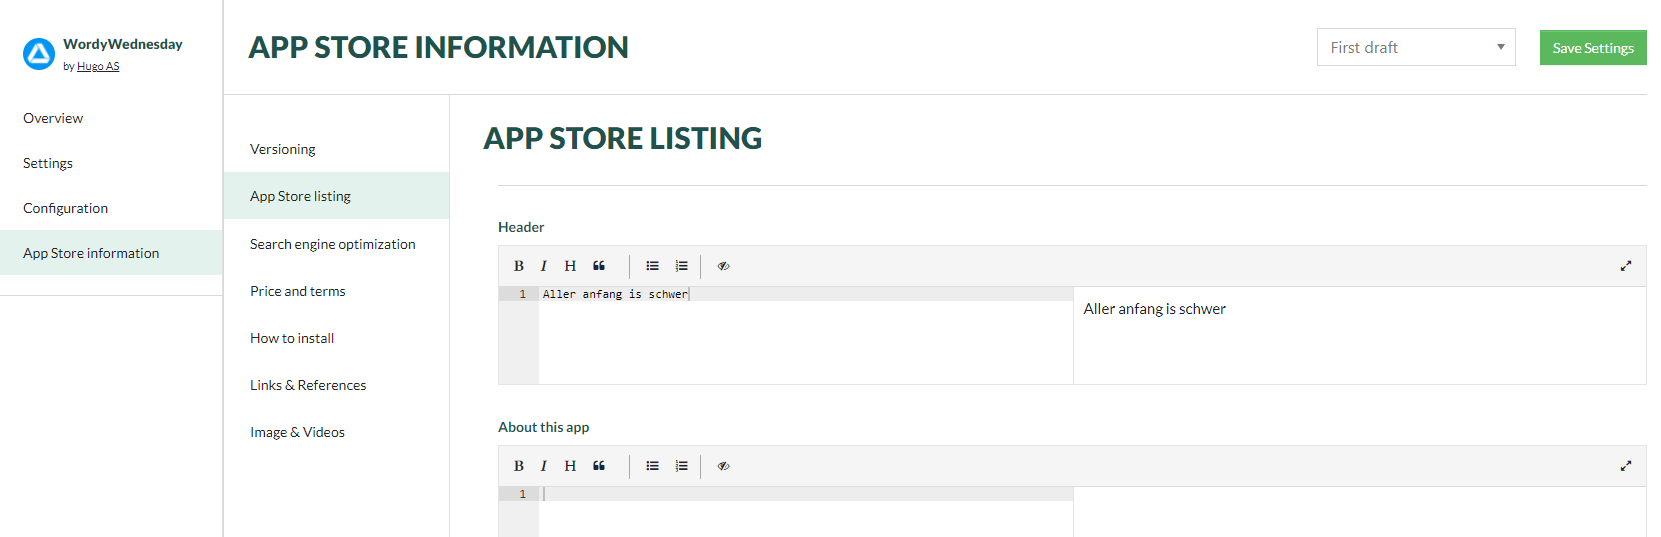 WordyWednesday
by Hugo AS
Overview
Settings
Configuration
App Store information
APP STORE INFORMATION
First draft
Save Settings
Versioning
App Store listing
Search engine optimization
Price and terms
How to install
Links & References
Image & Videos
APP STORE LISTING
Header
B I H
1 Aller anfang is schwer
Aller anfang is schwer
About this app
B I H
1